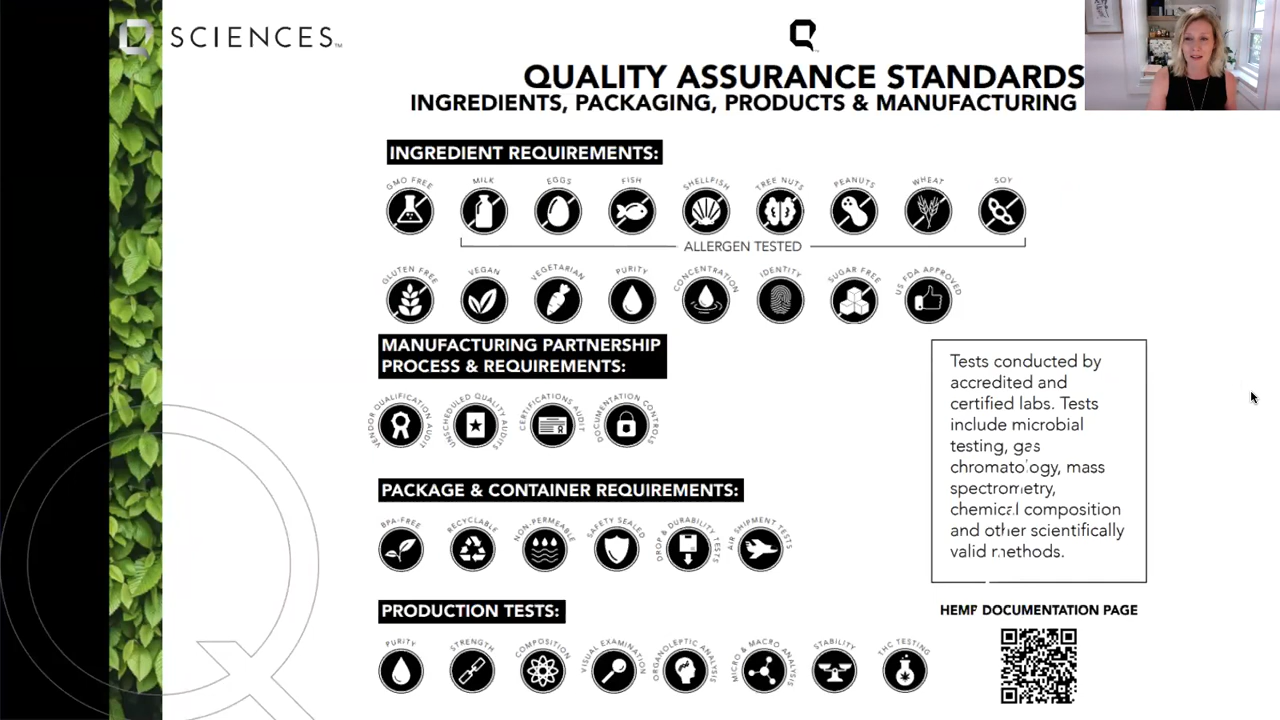 Q SCIENCES™
QUALITY ASSURANCE STANDARDS
INGREDIENTS, PACKAGING, PRODUCTS & MANUFACTURING
INGREDIENT REQUIREMENTS:
GMO FREE MILK EGGS FISH SHELLFISH TREE NUTS PEANUTS WHEAT SOY
ALLERGEN TESTED
GLUTEN FREE VEGAN VEGETARIAN PURITY CONCENTRATION IDENTITY SUGAR FREE US FDA APPROVED
MANUFACTURING PARTNERSHIP
PROCESS & REQUIREMENTS:
VENDOR QUALIFICATION AUDIT UNSCHEDULED QUALITY AUDITS CERTIFICATIONS AUDIT DOCUMENTATION CONTROLS
Tests conducted by
accredited and
certified labs. Tests
include microbial
testing, gas
chromatology, mass
spectrometry,
chemical composition
and other scientifically
valid methods.
PACKAGE & CONTAINER REQUIREMENTS:
BPA-FREE RECYCLABLE NON-PERMEABLE SAFETY SEALED DROP & DURABILITY TESTS AIR SHIPMENT TESTS
PRODUCTION TESTS:
PURITY STRENGTH COMPOSITION VISUAL EXAMINATION ORGANOLEPTIC ANALYSIS MICRO & MACRO ANALYSIS STABILITY THC TESTING
HEMP DOCUMENTATION PAGE